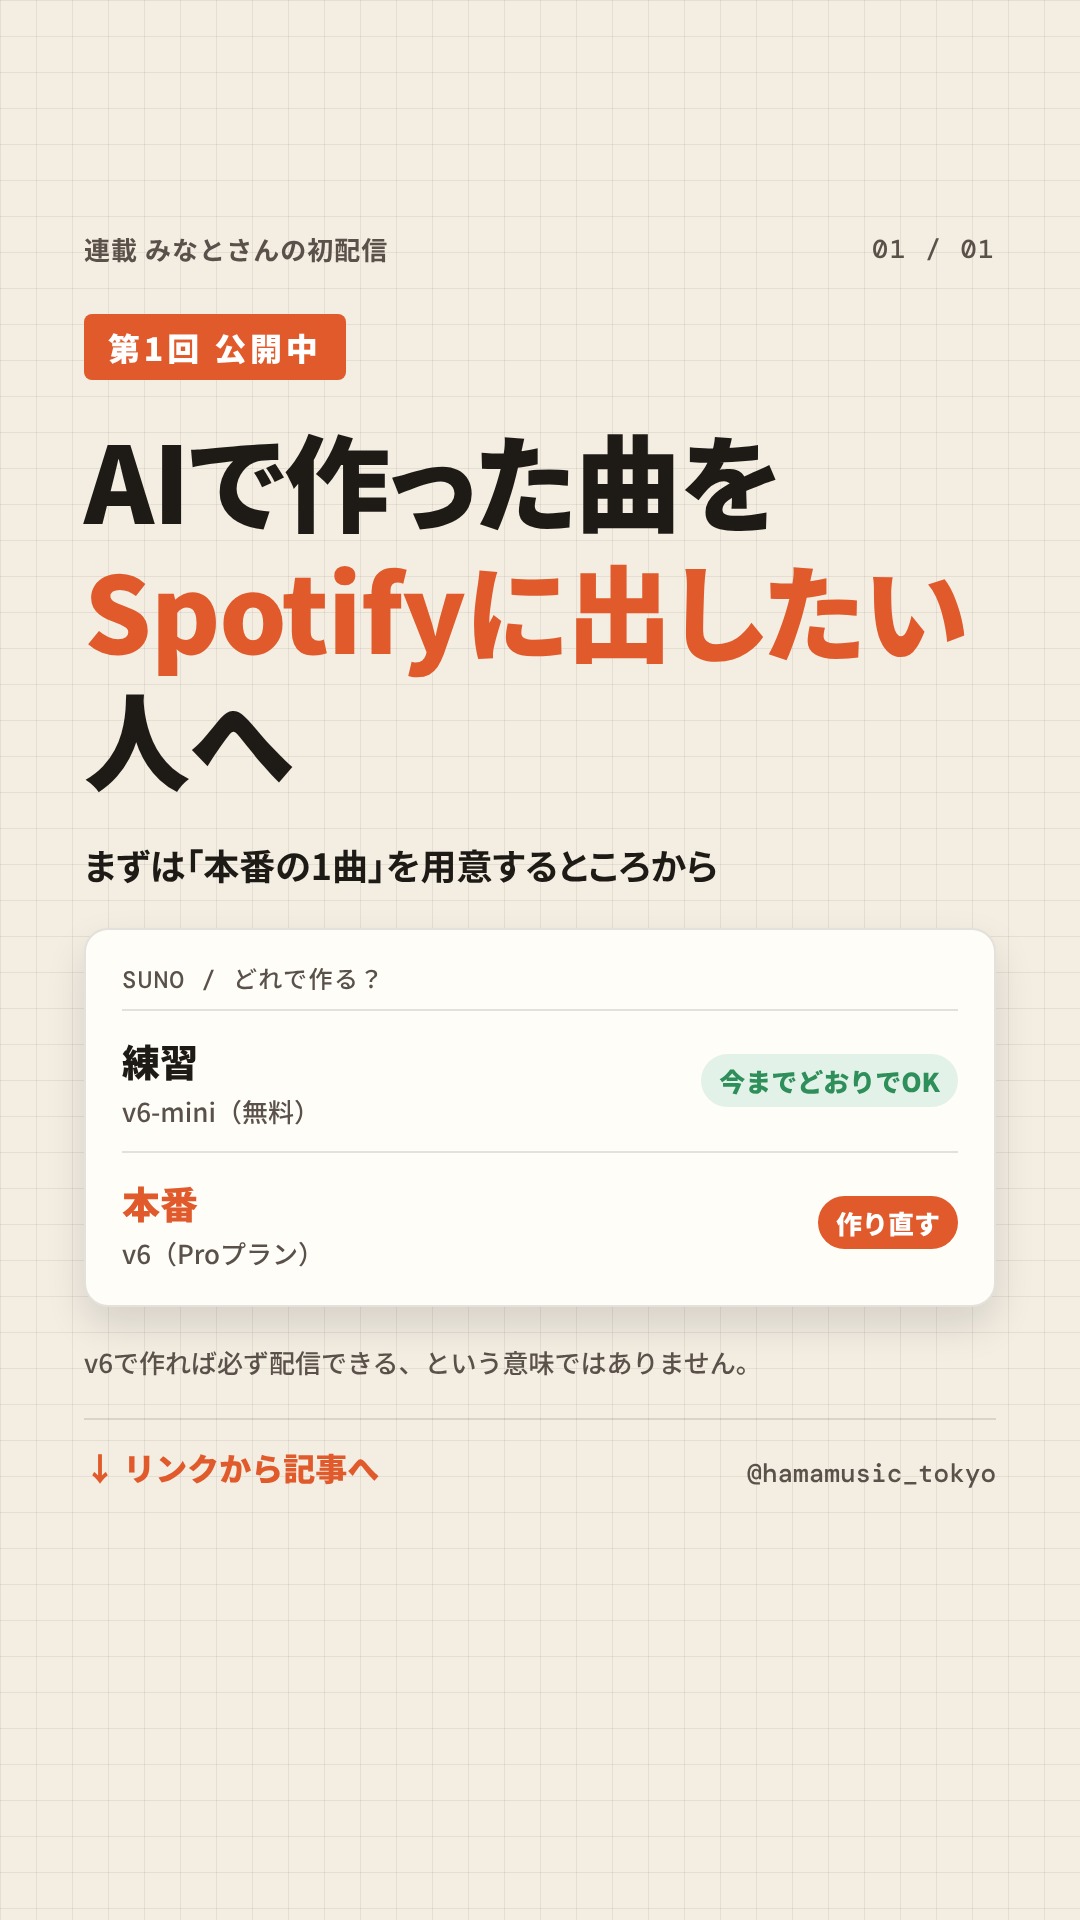 連載 みなとさんの初配信
01 / 01
第1回 公開中
AIで作った曲を
Spotifyに出したい
人へ
まずは「本番の1曲」を用意するところから
SUNO / どれで作る？
練習
今までどおりでOK
v6-mini（無料）
本番
作り直す
v6（Proプラン）
v6で作れば必ず配信できる、という意味ではありません。
↓ リンクから記事へ
@hamamusic_tokyo